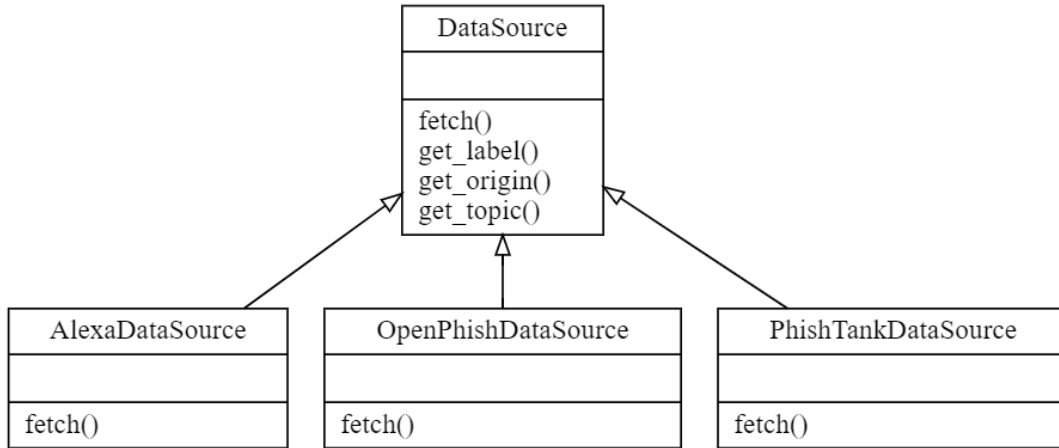 DataSource
fetch()
get_label()
get_origin()
get_topic()
AlexaDataSource
fetch()
OpenPhishDataSource
fetch()
PhishTankDataSource
fetch()